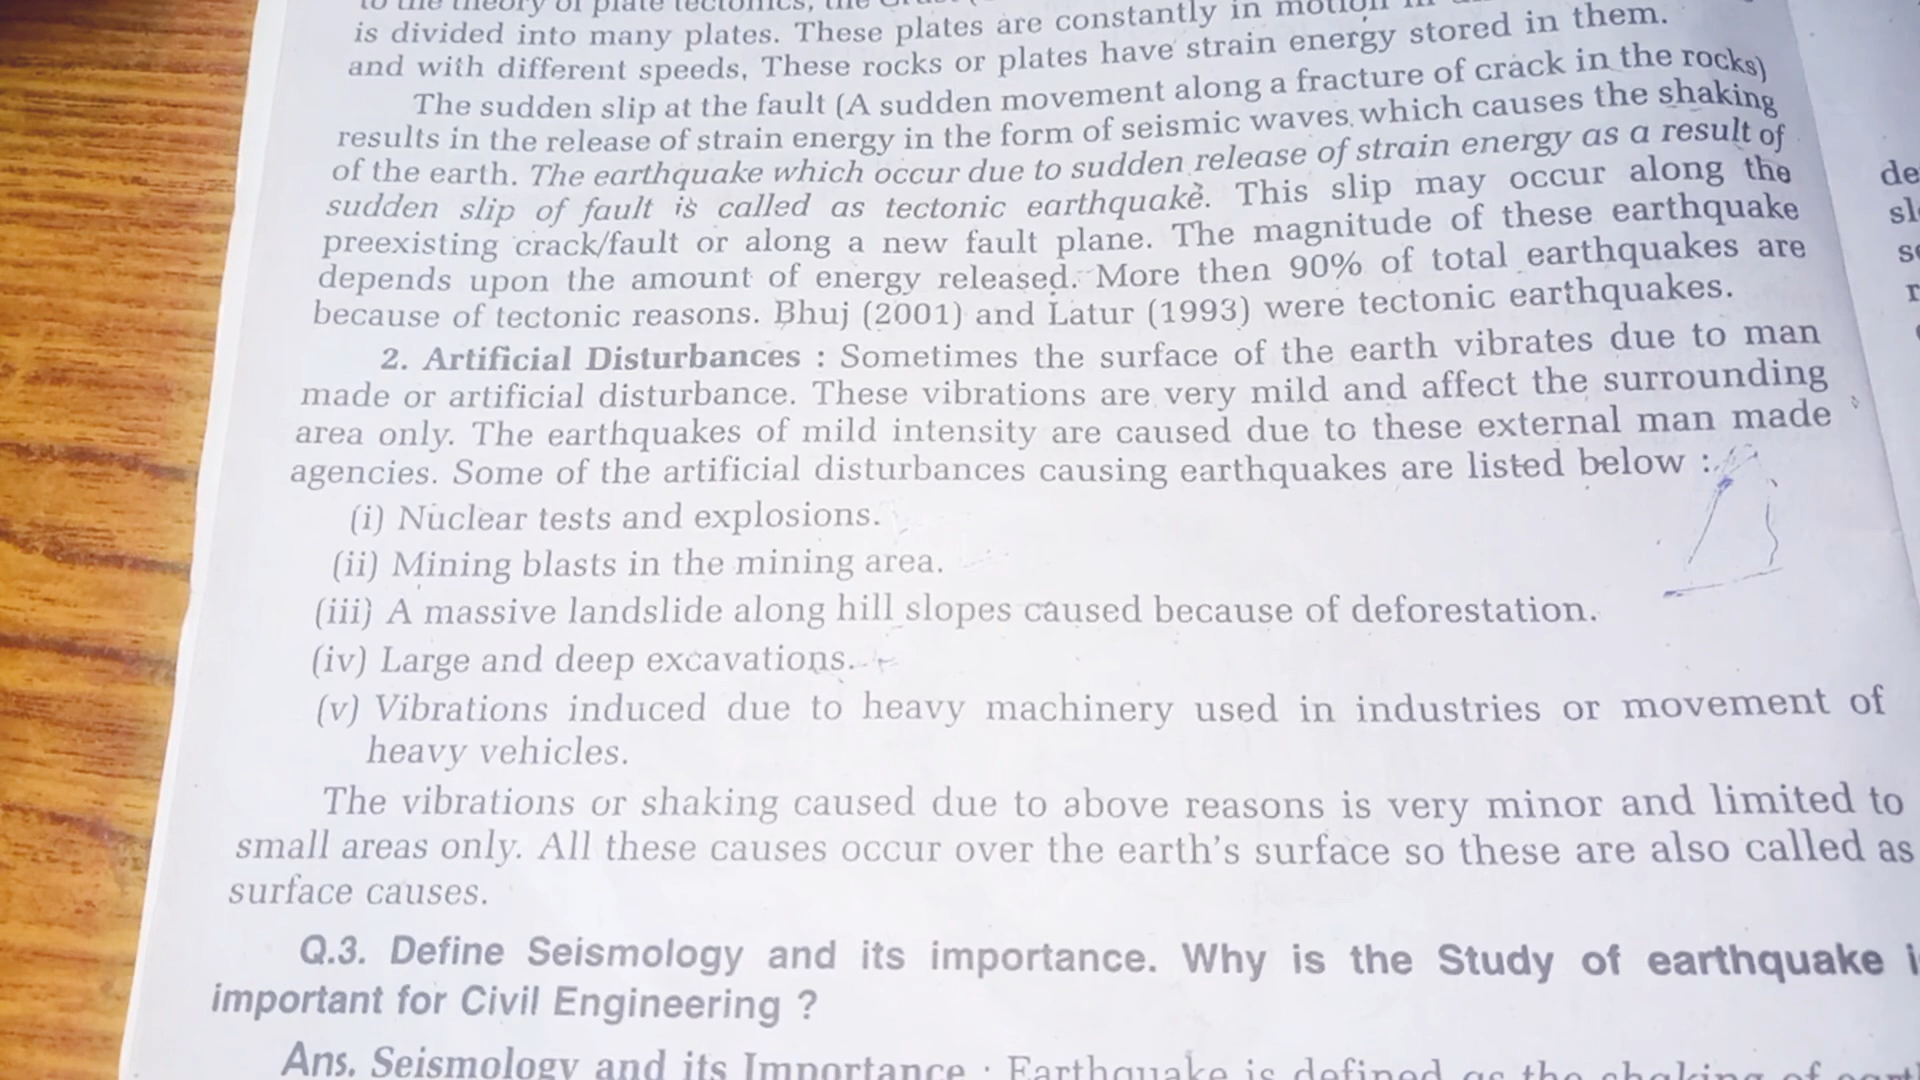 to the theory of plate tectonics, the
is divided into many plates. These plates are constantly in motion in
and with different speeds, These rocks or plates have strain energy stored in them.
The sudden slip at the fault (A sudden movement along a fracture of crack in the rocks)
results in the release of strain energy in the form of seismic waves which causes the shaking
of the earth. The earthquake which occur due to sudden release of strain energy as a result of
sudden slip of fault is called as tectonic earthquake. This slip may occur along the
preexisting crack/fault or along a new fault plane. The magnitude of these earthquake
depends upon the amount of energy released. More then 90% of total earthquakes are
because of tectonic reasons. Bhuj (2001) and Latur (1993) were tectonic earthquakes.
2. Artificial Disturbances : Sometimes the surface of the earth vibrates due to man
made or artificial disturbance. These vibrations are very mild and affect the surrounding
area only. The earthquakes of mild intensity are caused due to these external man made
agencies. Some of the artificial disturbances causing earthquakes are listed below :
(i) Nuclear tests and explosions.
(ii) Mining blasts in the mining area.
(iii) A massive landslide along hill slopes caused because of deforestation.
(iv) Large and deep excavations.
(v) Vibrations induced due to heavy machinery used in industries or movement of
heavy vehicles.
The vibrations or shaking caused due to above reasons is very minor and limited to
small areas only. All these causes occur over the earth's surface so these are also called as
surface causes.
Q.3. Define Seismology and its importance. Why is the Study of earthquake
important for Civil Engineering ?
Ans. Seismology and its Importance : Earthquake is defined as the shaking of